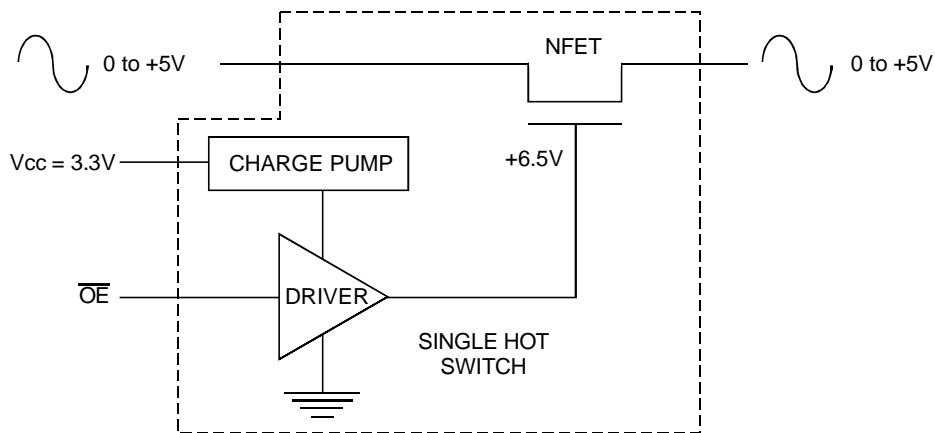 NFET
0 to +5V
0 to +5V
Vcc = 3.3V
CHARGE PUMP
+6.5V
OE
DRIVER
SINGLE HOT
SWITCH